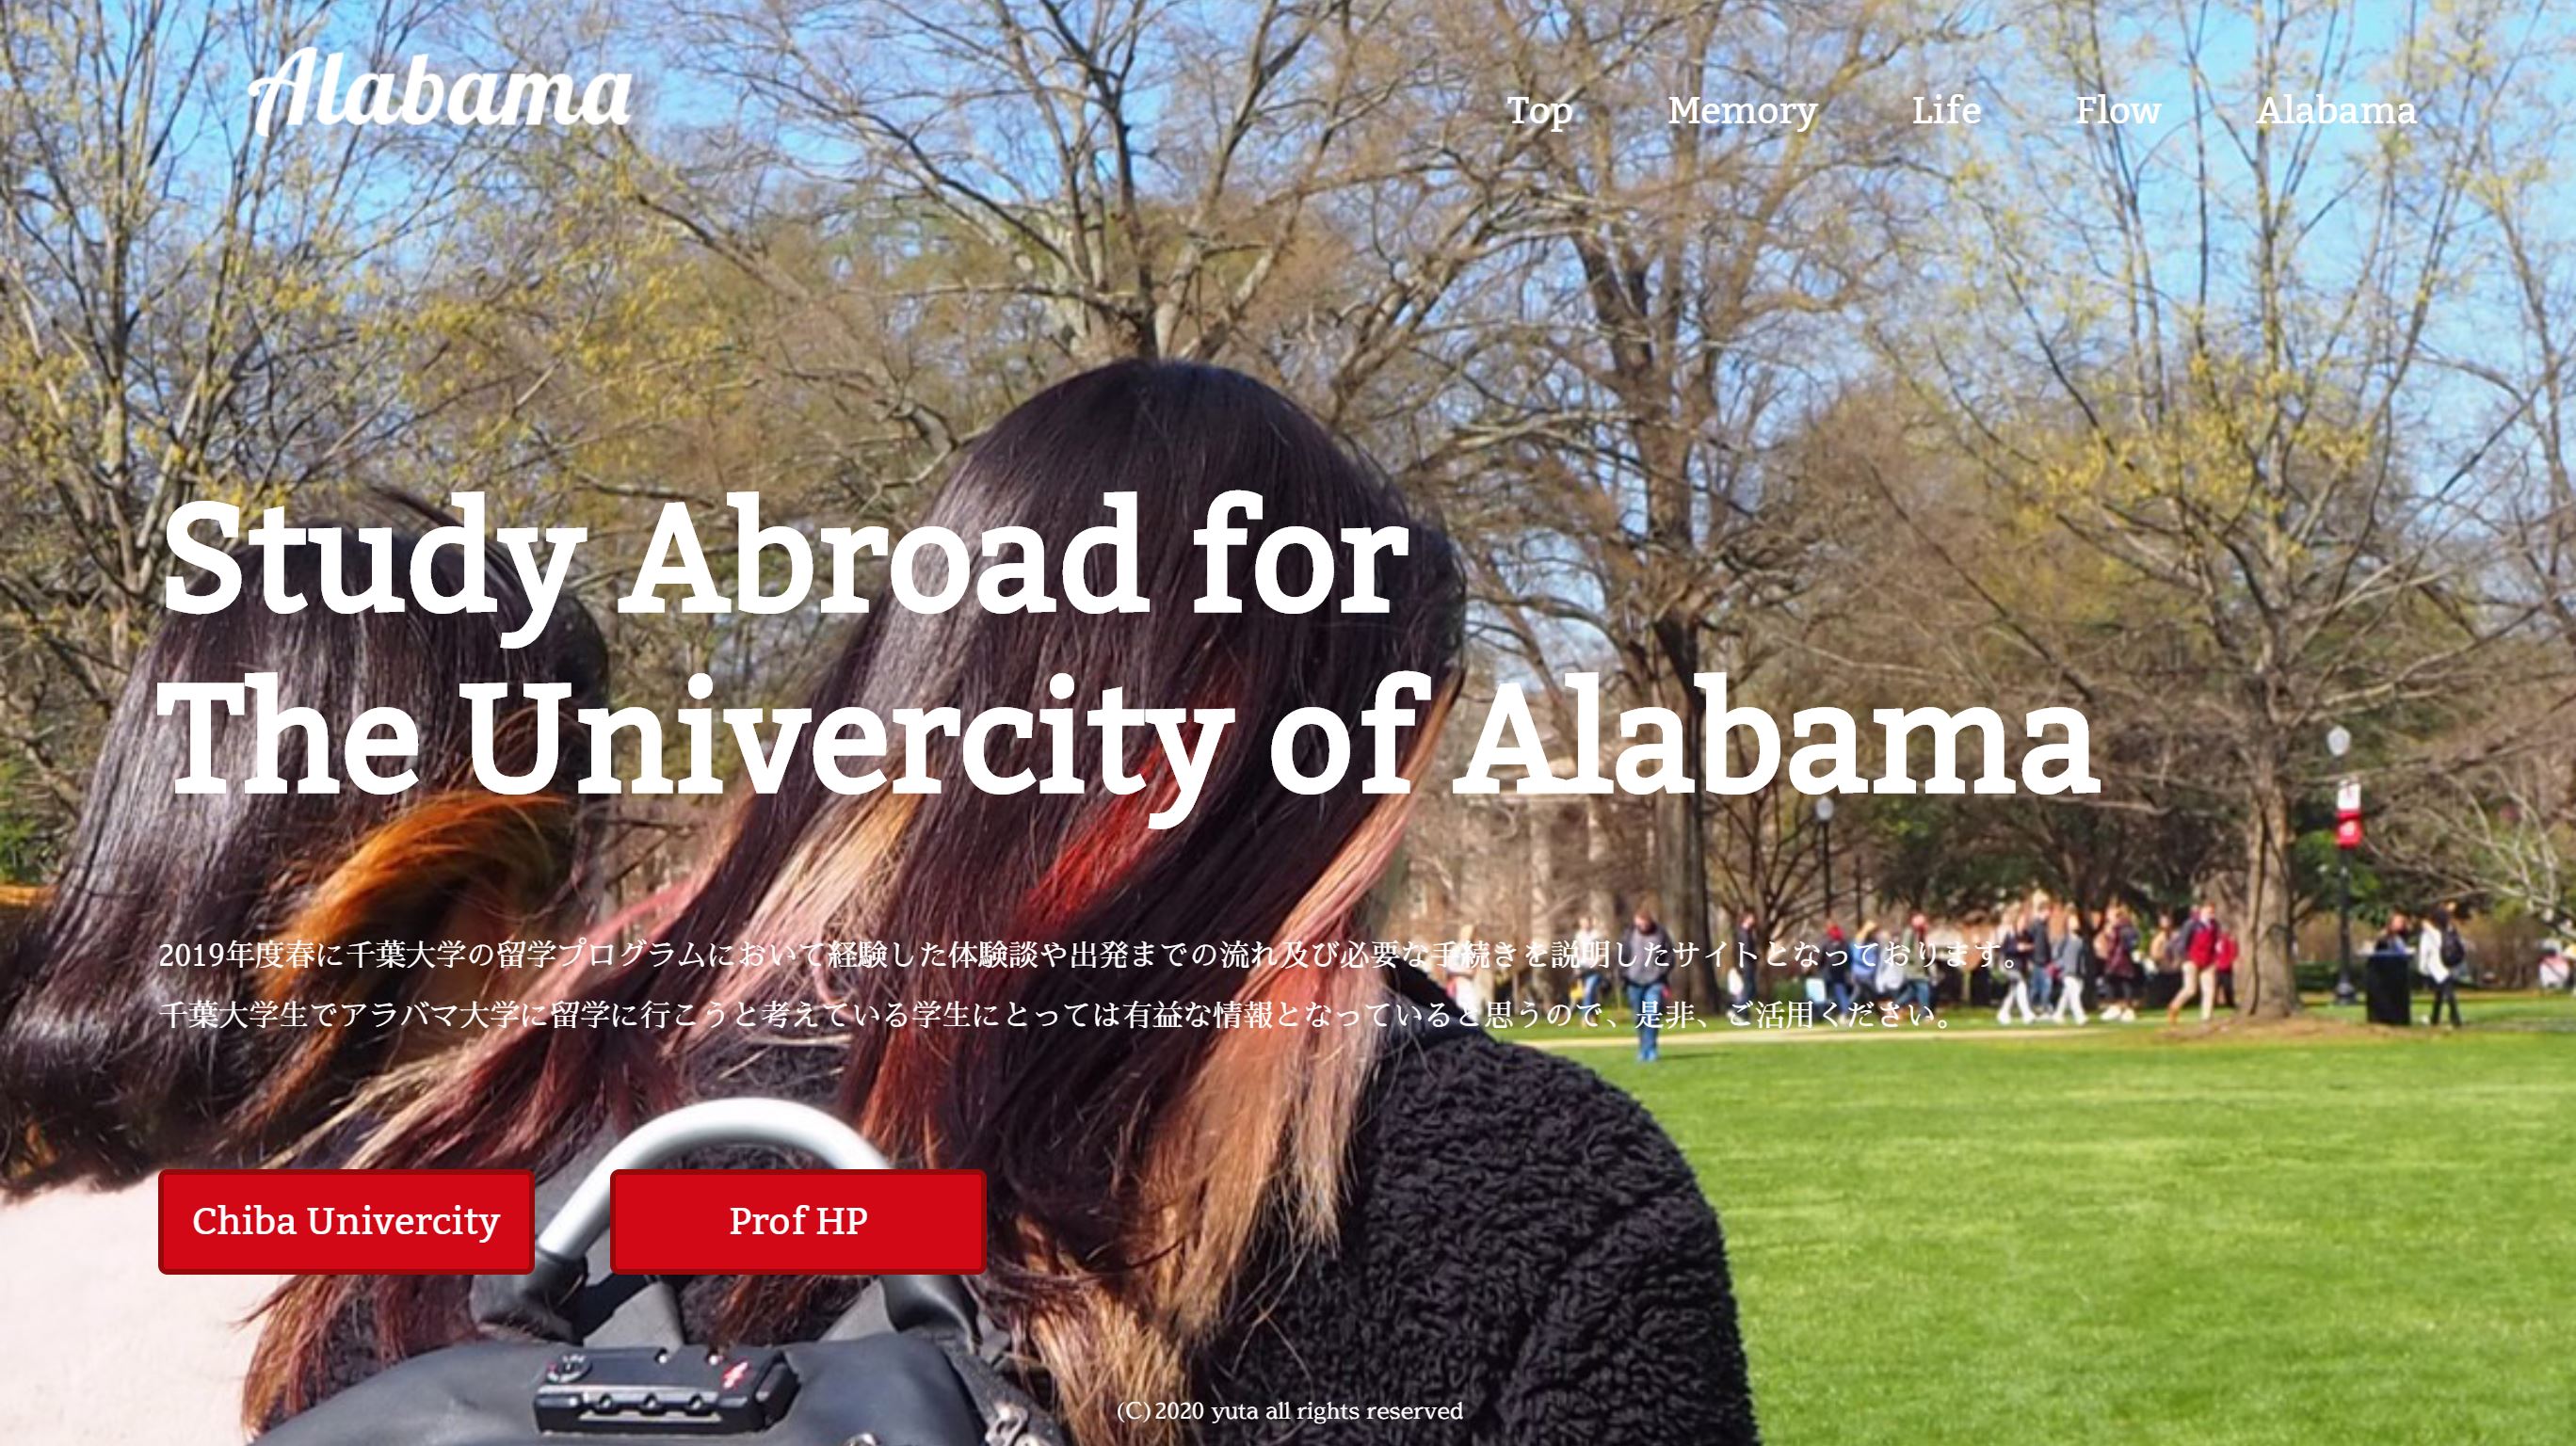 Alabama
Top Memory Life Flow Alabama
Study Abroad for
The Univercity of Alabama
2019年度春に千葉大学の留学プログラムにおいて経験した体験談や出発までの流れ及び必要な手続きを説明したサイトとなっております。
千葉大学生でアラバマ大学に留学に行こうと考えている学生にとっては有益な情報となっていると思うので、是非、ご活用ください。
Chiba Univercity
Prof HP
(C)2020 yuta all rights reserved